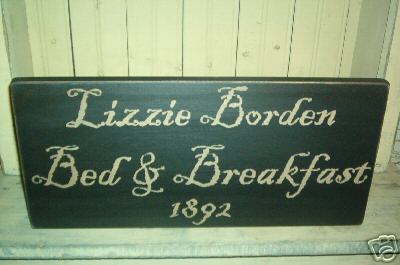 Lizzie Borden
Bed & Breakfast
1892